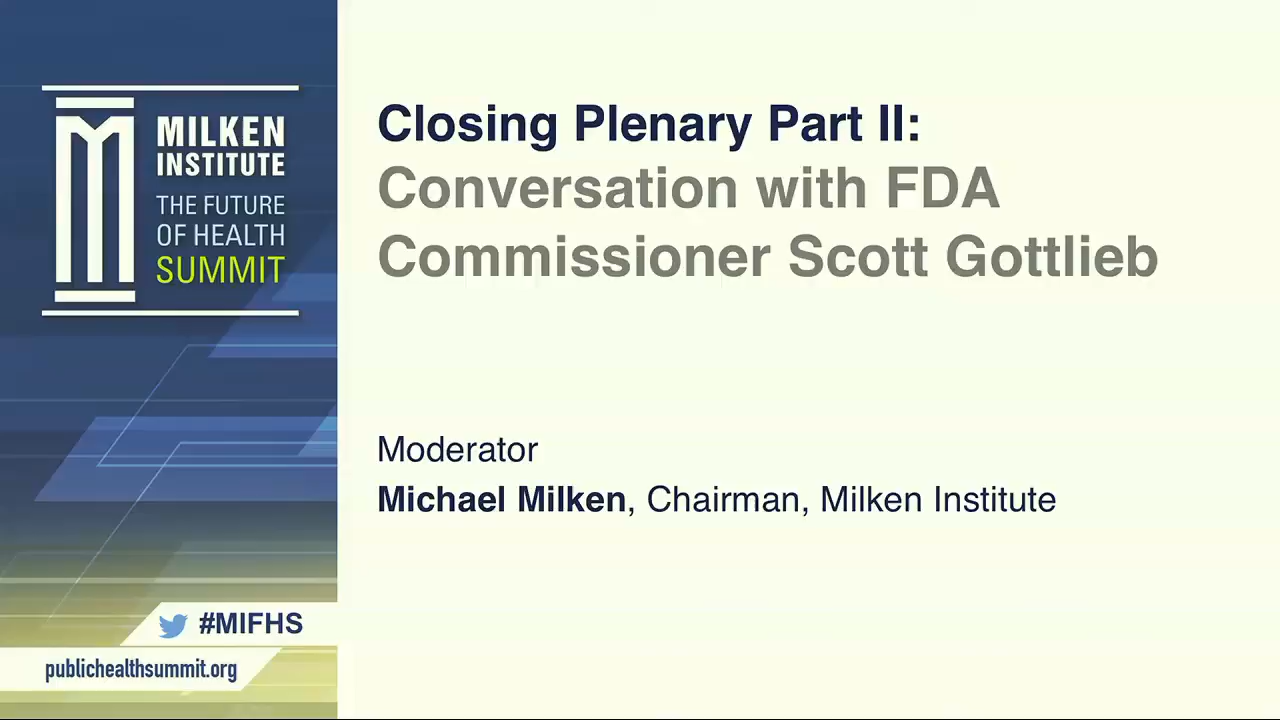 MILKEN
INSTITUTE
THE FUTURE
OF HEALTH
SUMMIT
Closing Plenary Part II:
Conversation with FDA
Commissioner Scott Gottlieb
Moderator
Michael Milken, Chairman, Milken Institute
#MIFHS
publichealthsummit.org